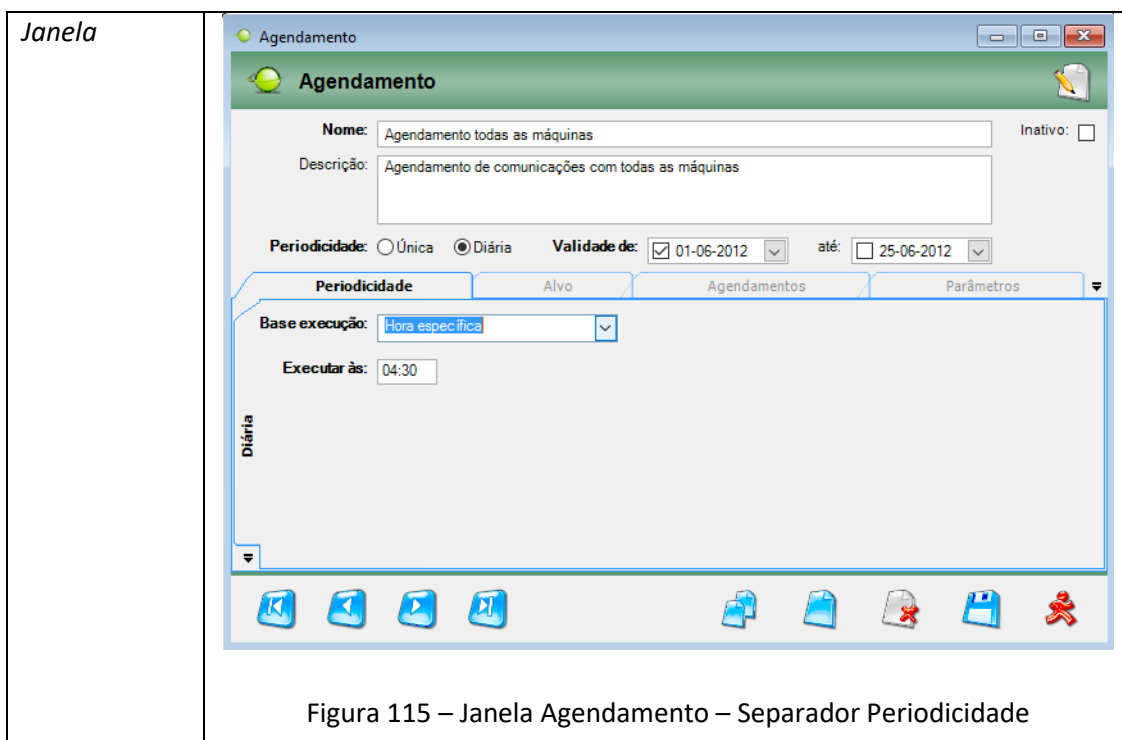 Janela
Agendamento
Agendamento
Nome: Agendamento todas as máquinas Inativo:
Descrição: Agendamento de comunicações com todas as máquinas
Periodicidade: Única Diária Validade de: 01-06-2012 até: 25-06-2012
Periodicidade Alvo Agendamentos Parâmetros
Base execução: Hora específica
Executar às: 04:30
Diária
Figura 115 – Janela Agendamento – Separador Periodicidade